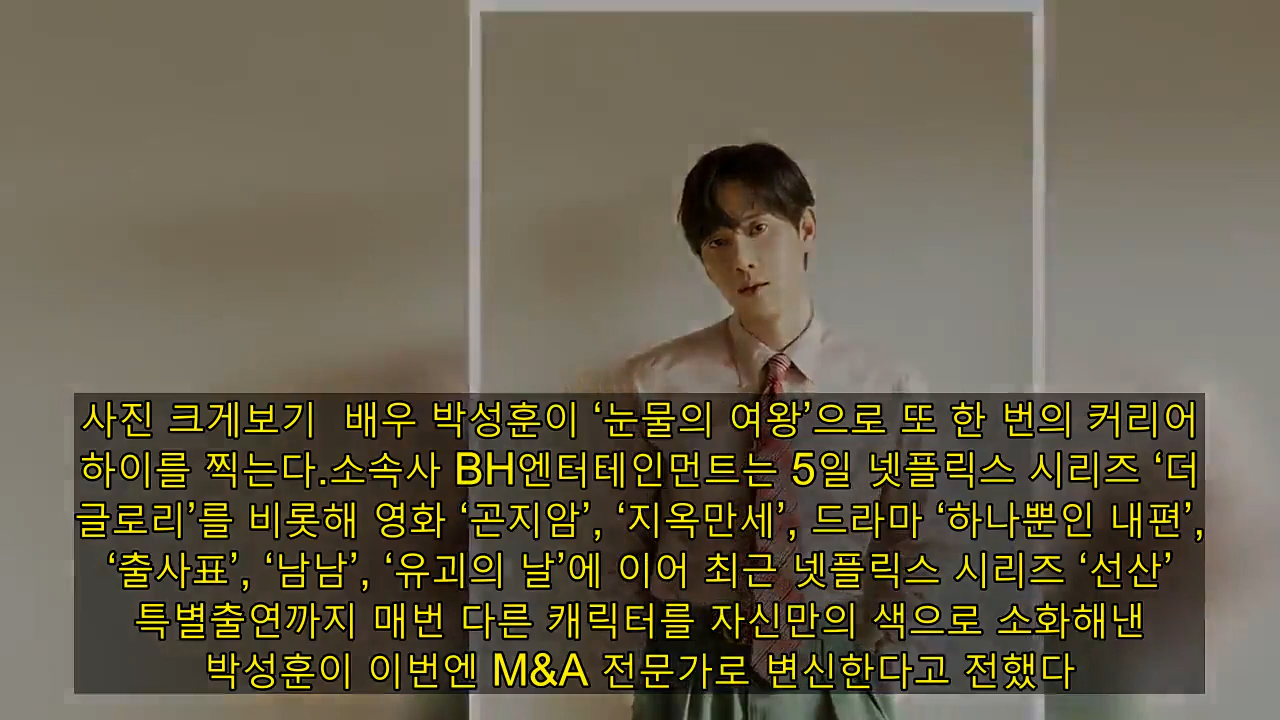 사진 크게보기  배우 박성훈이 ‘눈물의 여왕’으로 또 한 번의 커리어
하이를 찍는다.소속사 BH엔터테인먼트는 5일 넷플릭스 시리즈 ‘더
글로리’를 비롯해 영화 ‘곤지암’, ‘지옥만세’, 드라마 ‘하나뿐인 내편’,
‘출사표’, ‘남남’, ‘유괴의 날’에 이어 최근 넷플릭스 시리즈 ‘선산’
특별출연까지 매번 다른 캐릭터를 자신만의 색으로 소화해낸
박성훈이 이번엔 M&A 전문가로 변신한다고 전했다